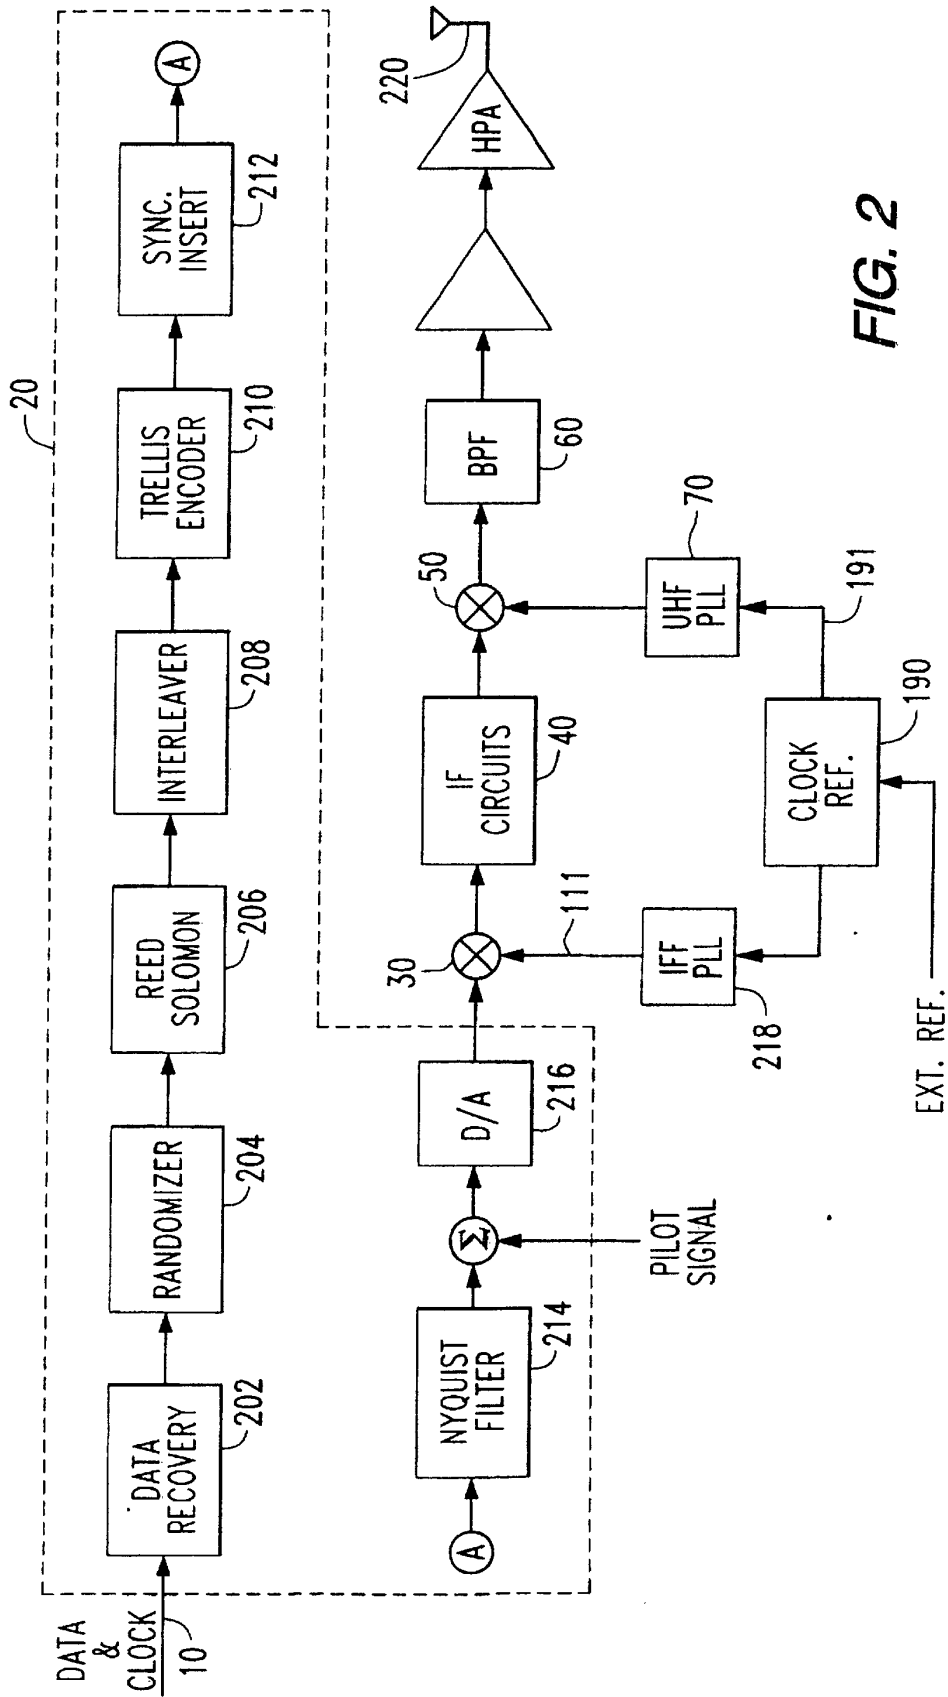 DATA
&
CLOCK
10
DATA
RECOVERY
202
RANDOMIZER
204
REED
SOLOMON
206
INTERLEAVER
208
TRELLIS
ENCODER
210
SYNC.
INSERT
212
A
20
A
NYQUIST
FILTER
214
Σ
PILOT
SIGNAL
D/A
216
30
111
IFF
PLL
218
IF
CIRCUITS
40
50
UHF
PLL
70
191
CLOCK
REF.
190
EXT. REF.
BPF
60
HPA
220
FIG. 2